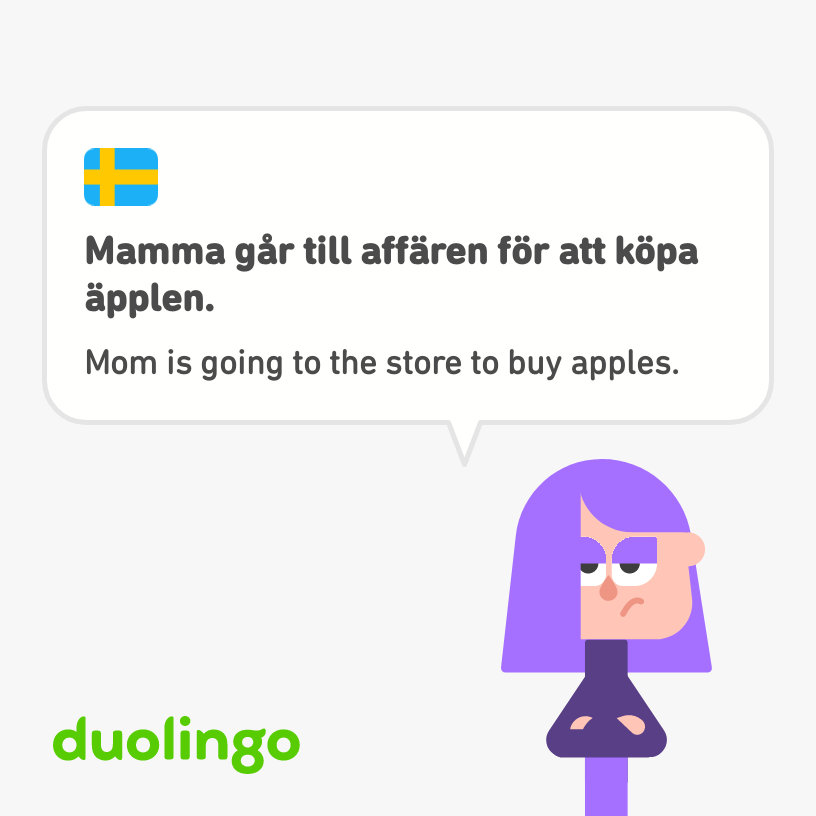 Mamma går till affären för att köpa
äpplen.
Mom is going to the store to buy apples.
duolingo